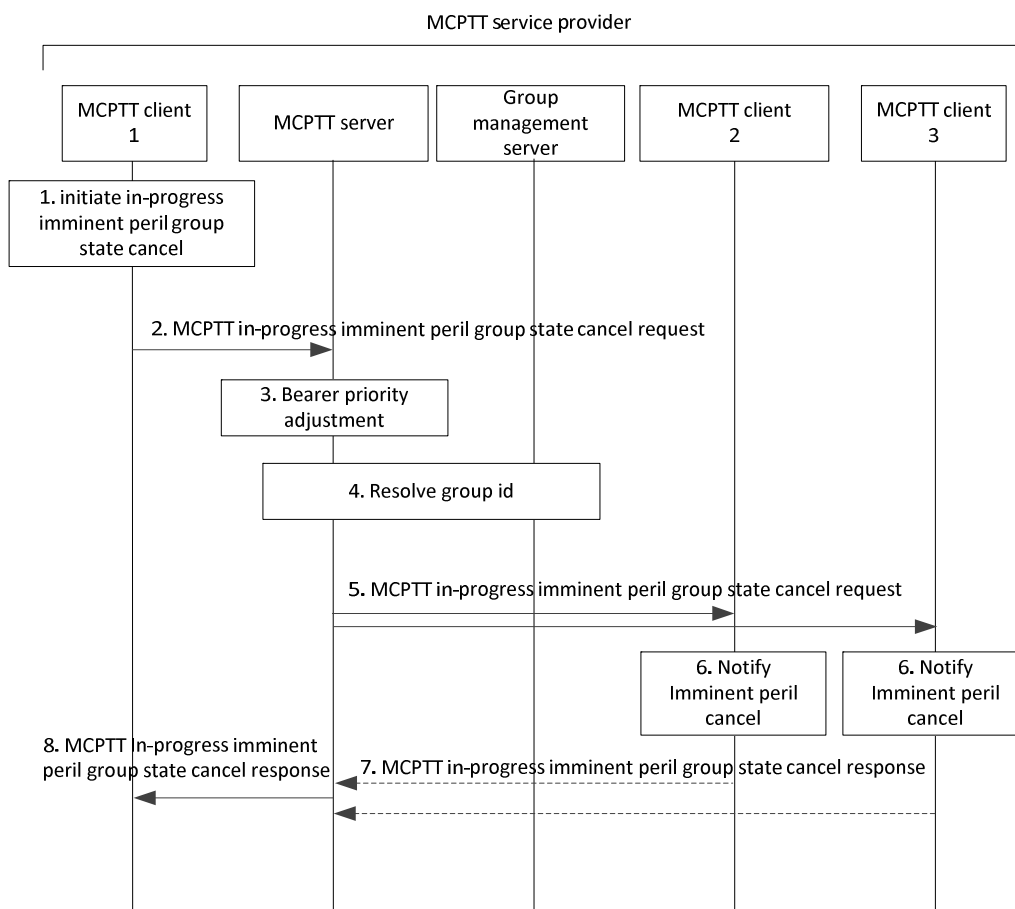 MCPTT service provider
MCPTT client
1
MCPTT server
Group
management
server
MCPTT client
2
MCPTT client
3
1. initiate in-progress
imminent peril group
state cancel
2. MCPTT in-progress imminent peril group state cancel request
3. Bearer priority
adjustment
4. Resolve group id
5. MCPTT in-progress imminent peril group state cancel request
6. Notify
Imminent peril
cancel
6. Notify
Imminent peril
cancel
8. MCPTT In-progress imminent
peril group state cancel response
7. MCPTT in-progress imminent peril group state cancel response